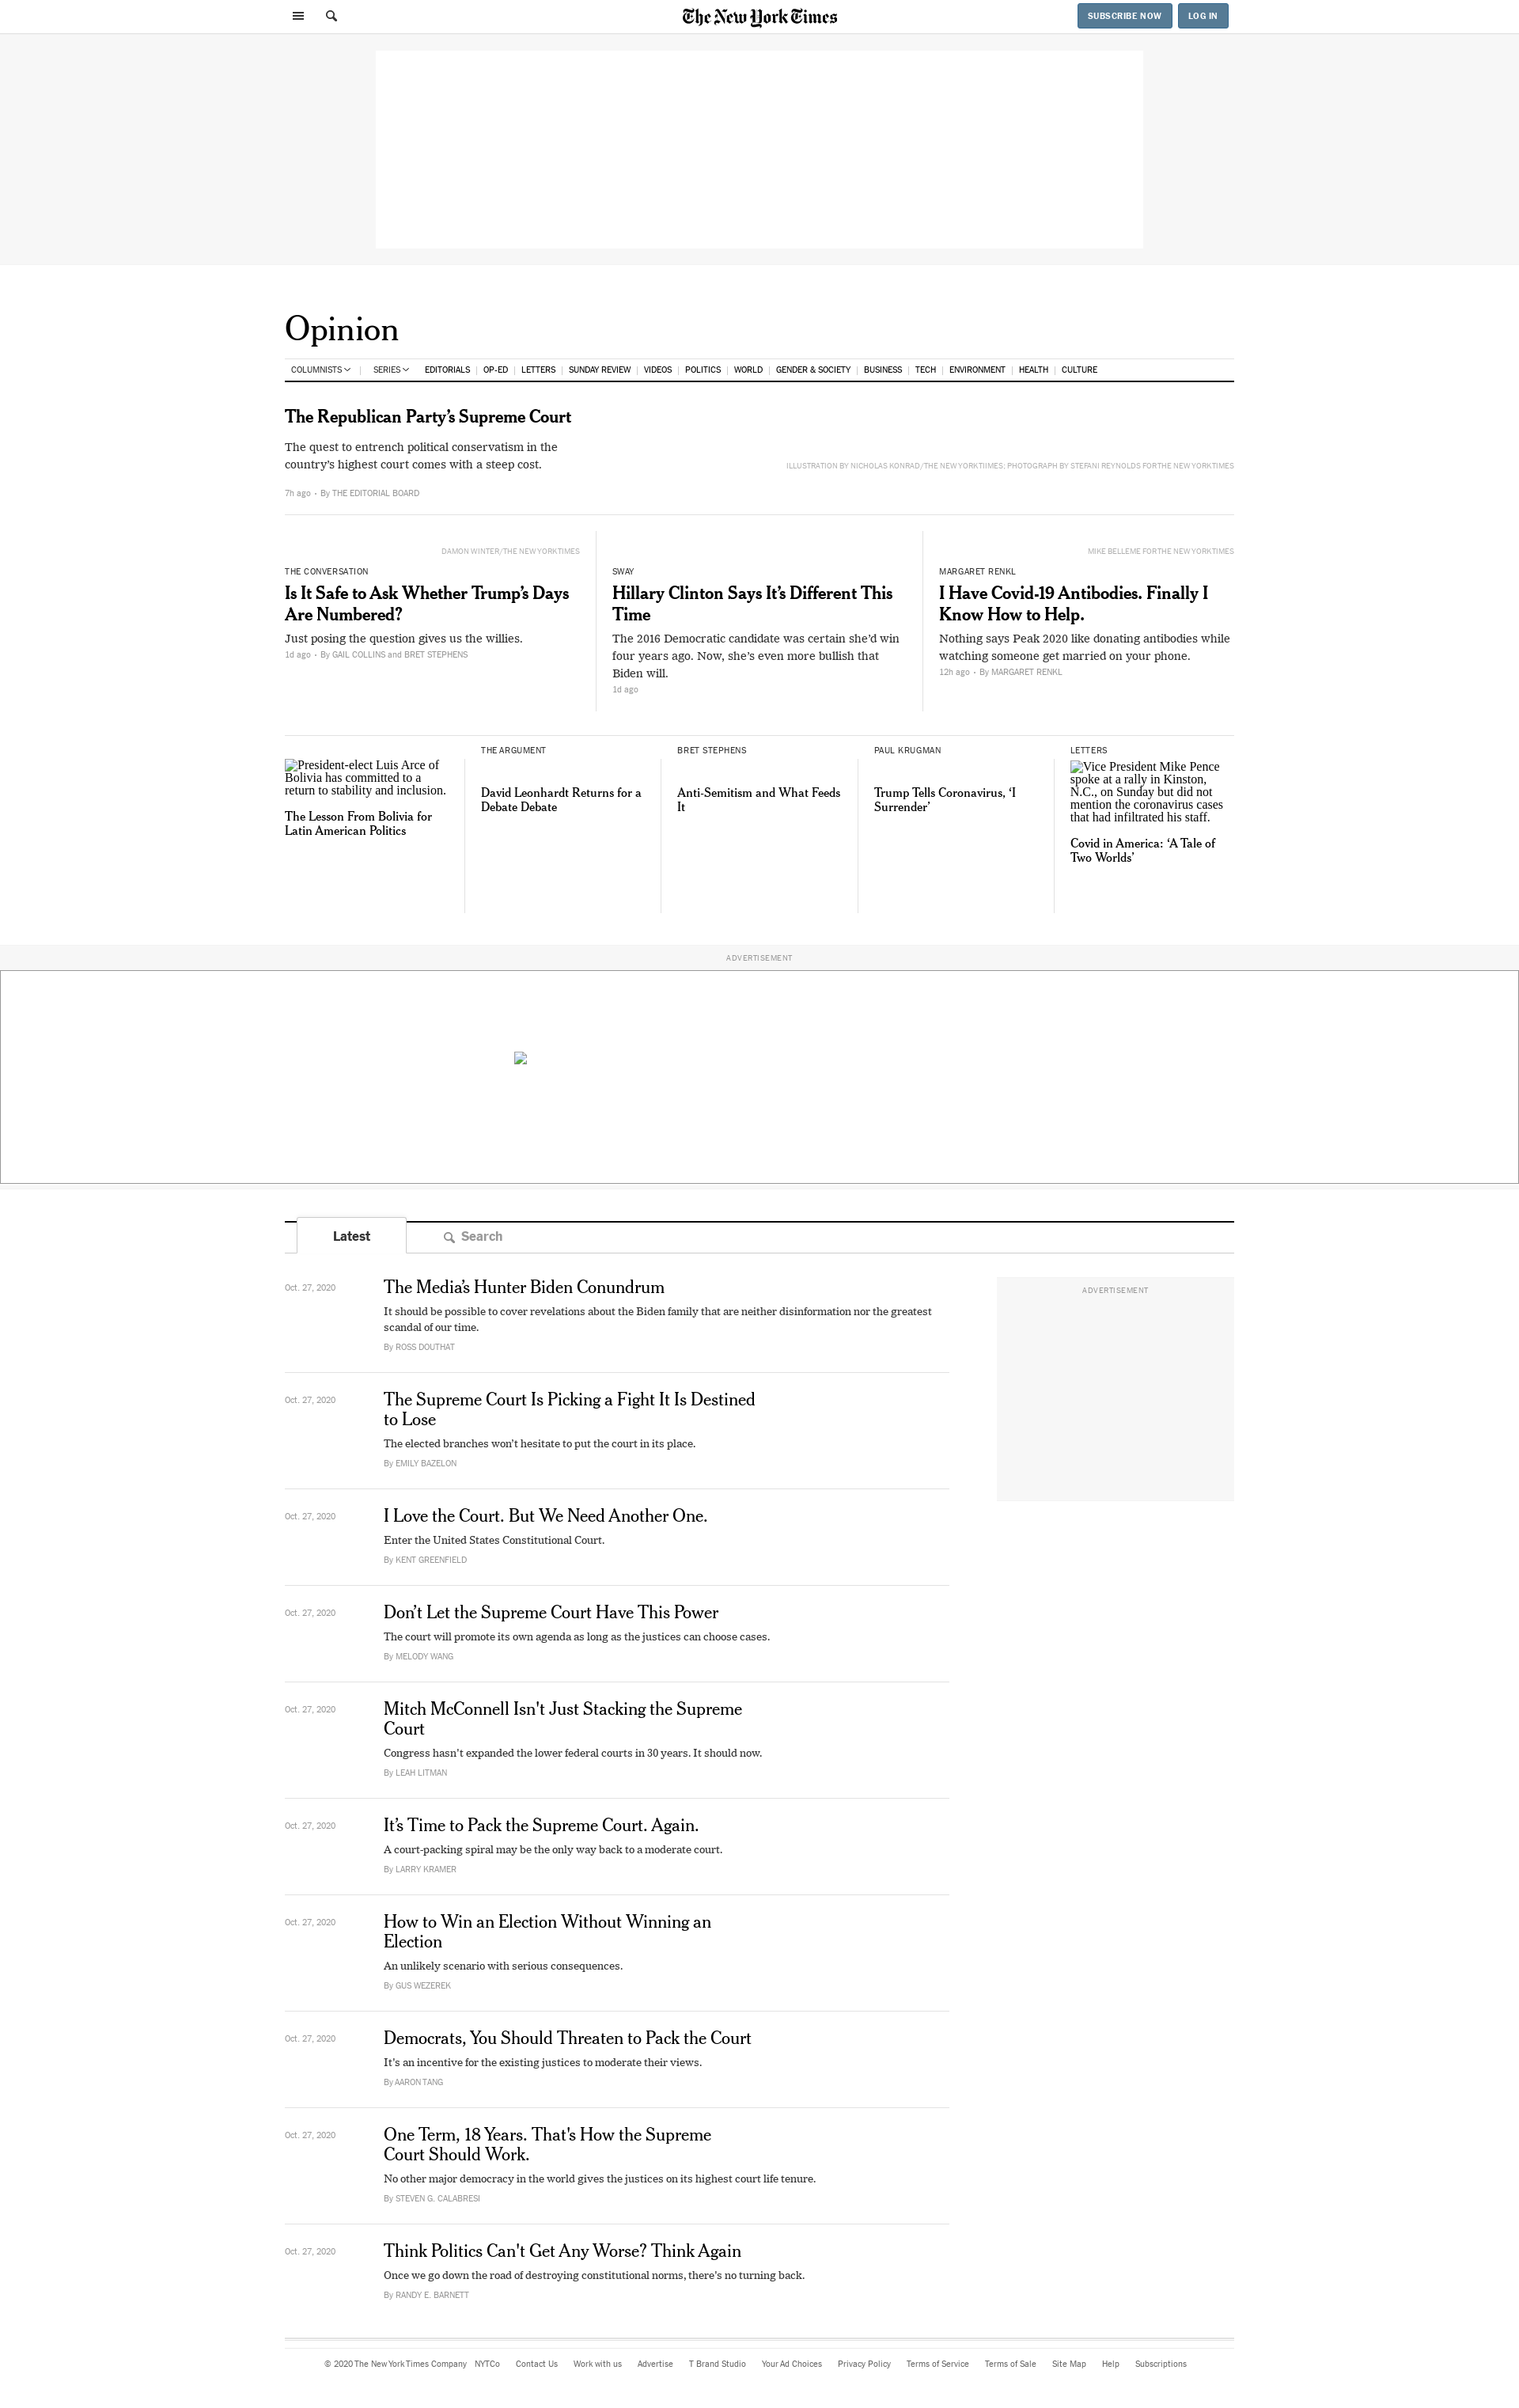 The New York Times
SUBSCRIBE NOW
LOG IN
Opinion
COLUMNISTS
SERIES
EDITORIALS
OP-ED
LETTERS
SUNDAY REVIEW
VIDEOS
POLITICS
WORLD
GENDER & SOCIETY
BUSINESS
TECH
ENVIRONMENT
HEALTH
CULTURE
The Republican Party’s Supreme Court
The quest to entrench political conservatism in the
country’s highest court comes with a steep cost.
ILLUSTRATION BY NICHOLAS KONRAD/THE NEW YORK TIIMES; PHOTOGRAPH BY STEFANI REYNOLDS FOR THE NEW YORK TIMES
7h ago • By THE EDITORIAL BOARD
DAMON WINTER/THE NEW YORK TIMES
THE CONVERSATION
Is It Safe to Ask Whether Trump’s Days
Are Numbered?
Just posing the question gives us the willies.
1d ago • By GAIL COLLINS and BRET STEPHENS
SWAY
Hillary Clinton Says It’s Different This
Time
The 2016 Democratic candidate was certain she’d win
four years ago. Now, she’s even more bullish that
Biden will.
1d ago
MIKE BELLEME FOR THE NEW YORK TIMES
MARGARET RENKL
I Have Covid-19 Antibodies. Finally I
Know How to Help.
Nothing says Peak 2020 like donating antibodies while
watching someone get married on your phone.
12h ago • By MARGARET RENKL
President-elect Luis Arce of
Bolivia has committed to a
return to stability and inclusion.
The Lesson From Bolivia for
Latin American Politics
THE ARGUMENT
David Leonhardt Returns for a
Debate Debate
BRET STEPHENS
Anti-Semitism and What Feeds
It
PAUL KRUGMAN
Trump Tells Coronavirus, ‘I
Surrender’
LETTERS
Vice President Mike Pence
spoke at a rally in Kinston,
N.C., on Sunday but did not
mention the coronavirus cases
that had infiltrated his staff.
Covid in America: ‘A Tale of
Two Worlds’
ADVERTISEMENT
Latest
Search
Oct. 27, 2020
The Media’s Hunter Biden Conundrum
It should be possible to cover revelations about the Biden family that are neither disinformation nor the greatest
scandal of our time.
By ROSS DOUTHAT
ADVERTISEMENT
Oct. 27, 2020
The Supreme Court Is Picking a Fight It Is Destined
to Lose
The elected branches won’t hesitate to put the court in its place.
By EMILY BAZELON
Oct. 27, 2020
I Love the Court. But We Need Another One.
Enter the United States Constitutional Court.
By KENT GREENFIELD
Oct. 27, 2020
Don’t Let the Supreme Court Have This Power
The court will promote its own agenda as long as the justices can choose cases.
By MELODY WANG
Oct. 27, 2020
Mitch McConnell Isn't Just Stacking the Supreme
Court
Congress hasn’t expanded the lower federal courts in 30 years. It should now.
By LEAH LITMAN
Oct. 27, 2020
It’s Time to Pack the Supreme Court. Again.
A court-packing spiral may be the only way back to a moderate court.
By LARRY KRAMER
Oct. 27, 2020
How to Win an Election Without Winning an
Election
An unlikely scenario with serious consequences.
By GUS WEZEREK
Oct. 27, 2020
Democrats, You Should Threaten to Pack the Court
It’s an incentive for the existing justices to moderate their views.
By AARON TANG
Oct. 27, 2020
One Term, 18 Years. That's How the Supreme
Court Should Work.
No other major democracy in the world gives the justices on its highest court life tenure.
By STEVEN G. CALABRESI
Oct. 27, 2020
Think Politics Can't Get Any Worse? Think Again
Once we go down the road of destroying constitutional norms, there’s no turning back.
By RANDY E. BARNETT
© 2020 The New York Times Company
NYTCo
Contact Us
Work with us
Advertise
T Brand Studio
Your Ad Choices
Privacy Policy
Terms of Service
Terms of Sale
Site Map
Help
Subscriptions